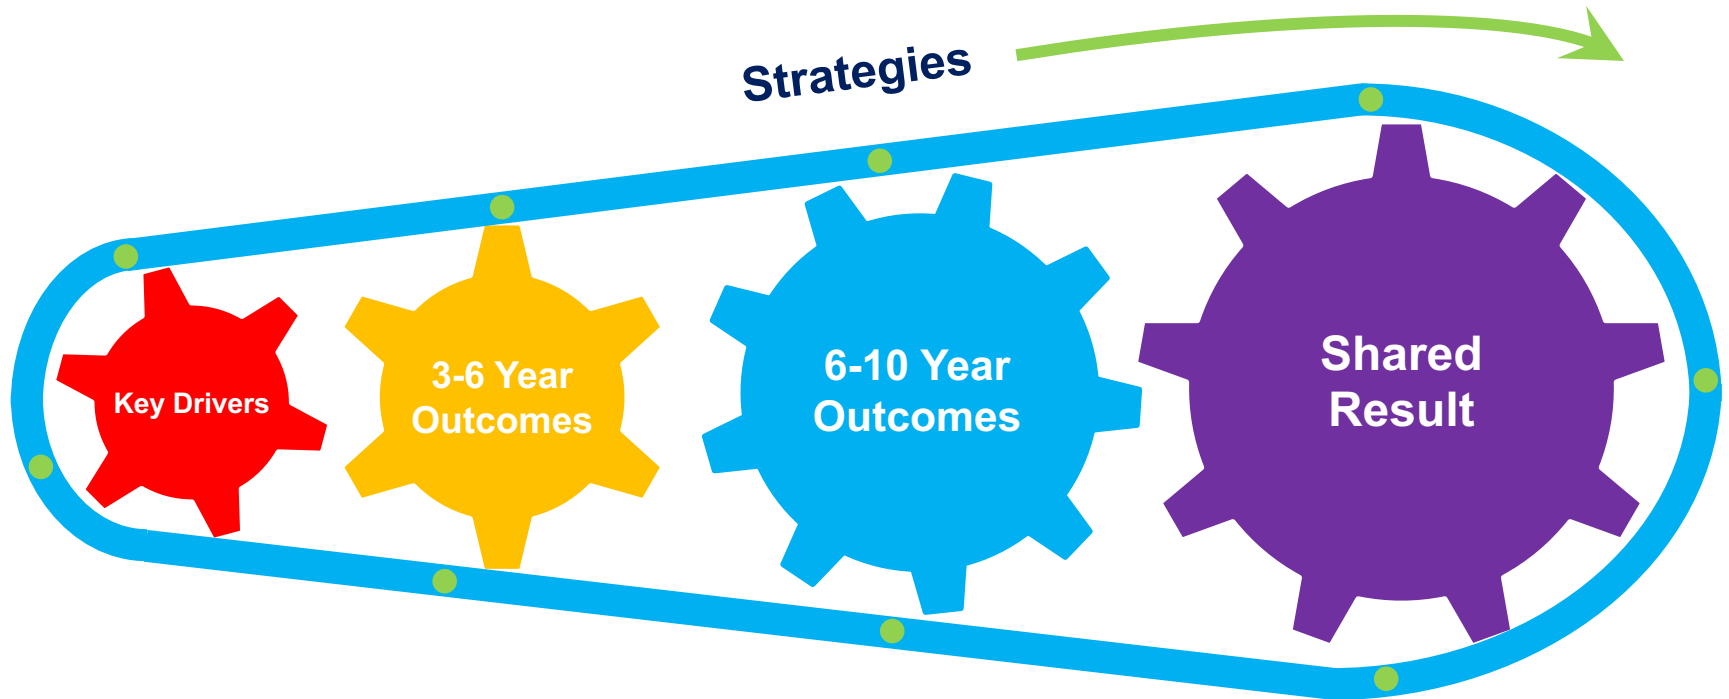 Strategies
Key Drivers
3-6 Year
Outcomes
6-10 Year
Outcomes
Shared
Result